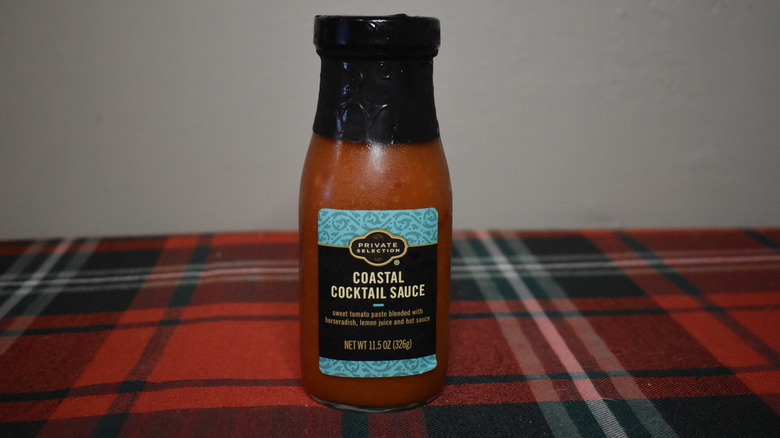 PRIVATE
SELECTION
®
COASTAL
COCKTAIL SAUCE
sweet tomato paste blended with
horseradish, lemon juice and hot sauce
NET WT 11.5 OZ (326g)